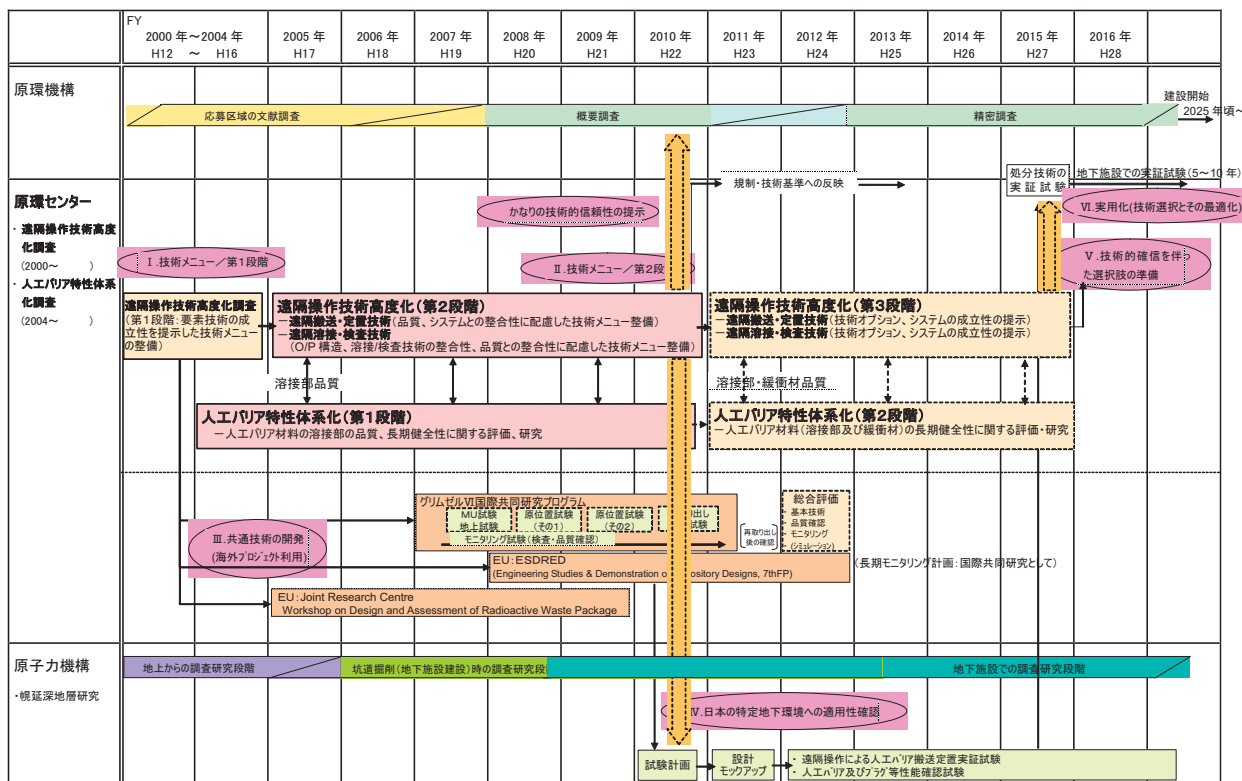 FY
2000 年～2004 年
H12 ～ H16
2005 年
H17
2006 年
H18
2007 年
H19
2008 年
H20
2009 年
H21
2010 年
H22
2011 年
H23
2012 年
H24
2013 年
H25
2014 年
H26
2015 年
H27
2016 年
H28
原環機構
応募区域の文献調査
概要調査
精密調査
建設開始
2025 年頃～
原環センター
・ 遠隔操作技術高度
化調査
(2000～ )
・ 人工バリア特性体系
化調査
(2004～ )
規制・技術基準への反映
処分技術の
実証試験
地下施設での実証試験(5～10 年)
かなりの技術的信頼性の提示
Ⅵ.実用化(技術選択とその最適化)
Ⅰ.技術メニュー／第1段階
Ⅱ.技術メニュー／第2段
Ⅴ.技術的確信を伴っ
た選択肢の準備
遠隔操作技術高度化調査
(第1段階:要素技術の成
立性を提示した技術メニュー
の整備)
遠隔操作技術高度化(第2段階)
－遠隔搬送・定置技術(品質、システムとの整合性に配慮した技術メニュー整備)
－遠隔溶接・検査技術
(O/P 構造、溶接/検査技術の整合性、品質との整合性に配慮した技術メニュー整備)
遠隔操作技術高度化(第3段階)
－遠隔搬送・定置技術(技術オプション、システムの成立性の提示)
－遠隔溶接・検査技術(技術オプション、システムの成立性の提示)
溶接部品質
溶接部・緩衝材品質
人工バリア特性体系化(第1段階)
－人工バリア材料の溶接部の品質、長期健全性に関する評価、研究
人工バリア特性体系化(第2段階)
－人工バリア材料(溶接部及び緩衝材)の長期健全性に関する評価・研究
グリムゼルⅥ国際共同研究プログラム
MU試験
地上試験
原位置試験
(その1)
原位置試験
(その2)
出し
試験
モニタリング試験(検査・品質確認)
再取り出し
後の確認
総合評価
・ 基本技術
・ 品質確認
・ モニタリング
・ (シミュレーション)
Ⅲ.共通技術の開発
(海外プロジェクト利用)
EU:ESDRED
(Engineering Studies & Demonstration of Repository Designs, 7thFP)
(長期モニタリング計画:国際共同研究として)
EU:Joint Research Centre
Workshop on Design and Assessment of Radioactive Waste Package
原子力機構
・幌延深地層研究
地上からの調査研究段階
坑道掘削(地下施設建設)時の調査研究段
地下施設での調査研究段階
Ⅳ.日本の特定地下環境への適用性確認
試験計画
設計
モックアップ
・ 遠隔操作による人工バリア搬送定置実証試験
・ 人工バリア及びプラグ等性能確認試験